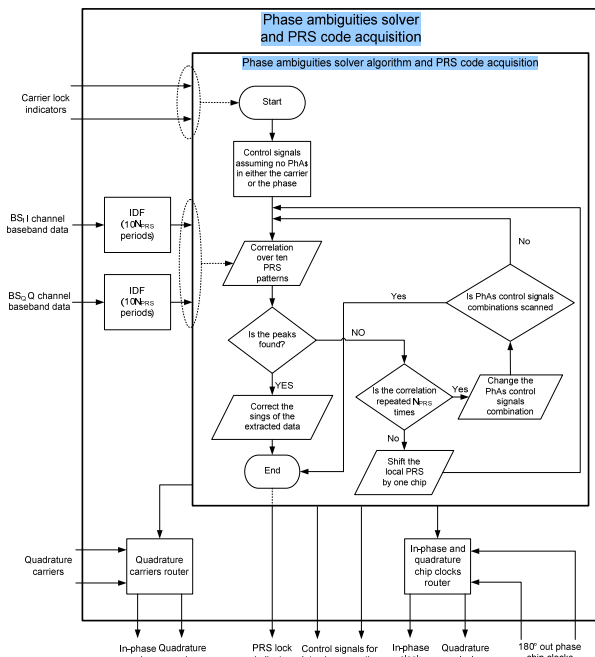 Phase ambiguities solver
and PRS code acquisition
Phase ambiguities solver algorithm and PRS code acquisition
Carrier lock
indicators
Start
Control signals
assuming no PhAs
in either the carrier
or the phase
BS_I I channel
baseband data
IDF
(10N_PRS
periods)
BS_Q Q channel
baseband data
IDF
(10N_PRS
periods)
Correlation
over ten
PRS
patterns
No
Yes
Is PhAs control signals
combinations scanned
Is the peaks
found?
NO
YES
Is the correlation
repeated N_PRS
times
Yes
Change the
PhAs control
signals
combination
Correct the
sings of the
extracted data
No
End
Shift the
local PRS
by one chip
Quadrature
carriers
Quadrature
carriers router
In-phase and
quadrature
chip clocks
router
In-phase Quadrature
PRS lock
Control signals for
In-phase
Quadrature
180° out phase
chip clocks